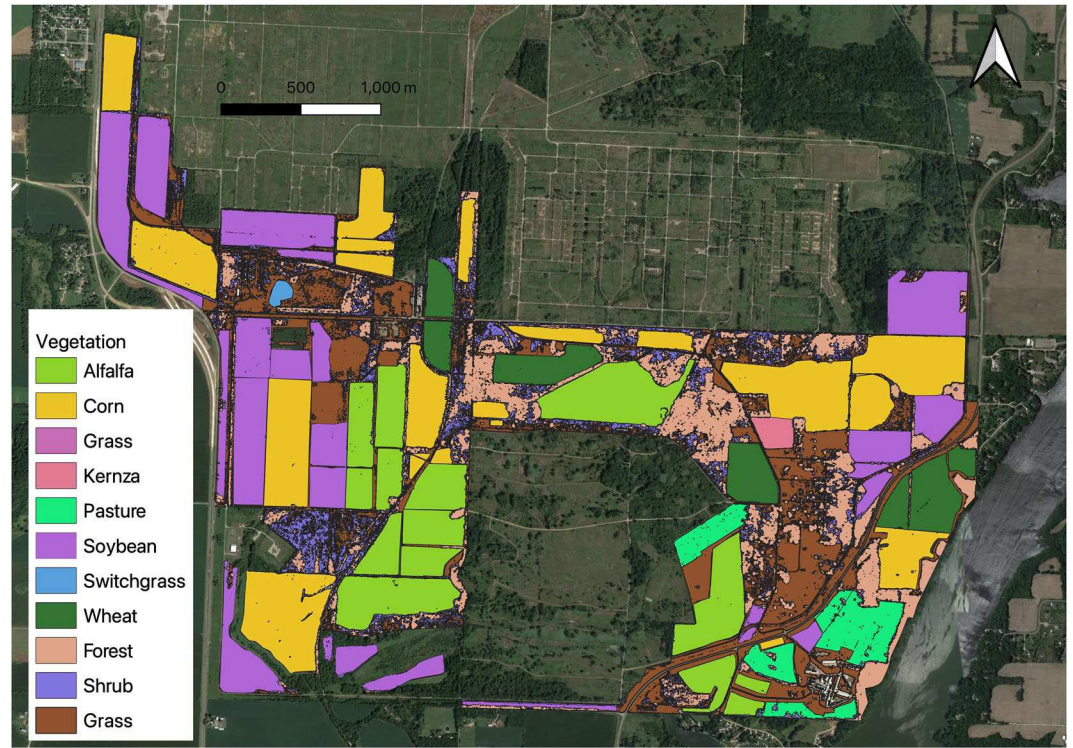 0 500 1,000 m
Vegetation
Alfalfa
Corn
Grass
Kernza
Pasture
Soybean
Switchgrass
Wheat
Forest
Shrub
Grass